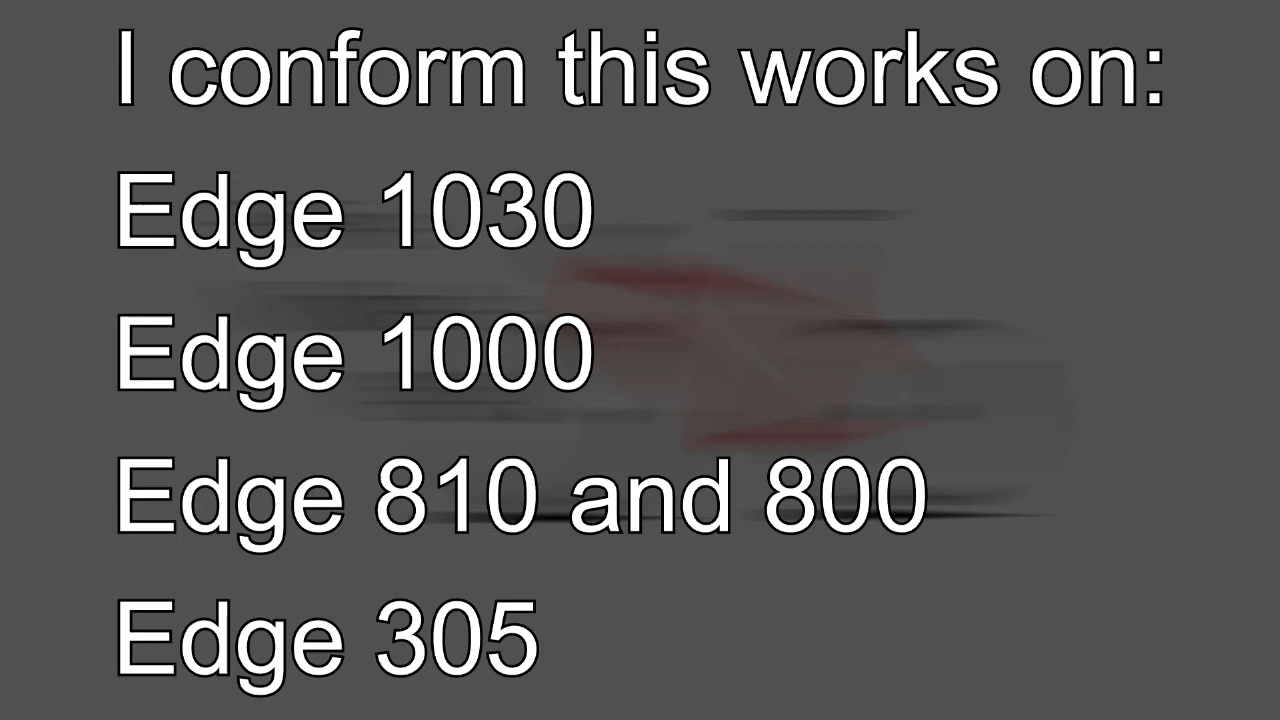 I conform this works on:
Edge 1030
Edge 1000
Edge 810 and 800
Edge 305